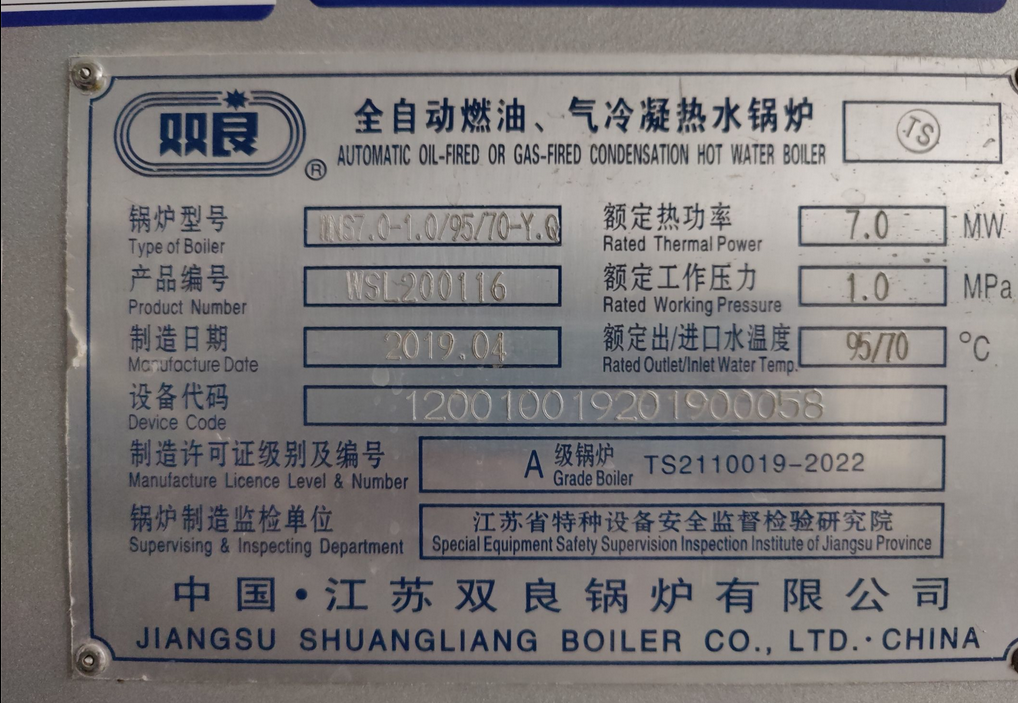 双良
®
全自动燃油、气冷凝热水锅炉
AUTOMATIC OIL-FIRED OR GAS-FIRED CONDENSATION HOT WATER BOILER
TS
锅炉型号 WNS7.0-1.0/95/70-Y.Q 额定热功率 7.0 MW
Type of Boiler Rated Thermal Power
产品编号 WSL200116 额定工作压力 1.0 MPa
Product Number Rated Working Pressure
制造日期 2019.04 额定出/进口水温度 95/70 °C
Manufacture Date Rated Outlet/Inlet Water Temp.
设备代码 12001001920190058
Device Code
制造许可证级别及编号 A 级锅炉 TS2110019-2022
Manufacture Licence Level & Number Grade Boiler
锅炉制造监检单位 江苏省特种设备安全监督检验研究院
Supervising & Inspecting Department Special Equipment Safety Supervision Inspection Institute of Jiangsu Province
中国·江苏双良锅炉有限公司
JIANGSU SHUANGLIANG BOILER CO., LTD.·CHINA